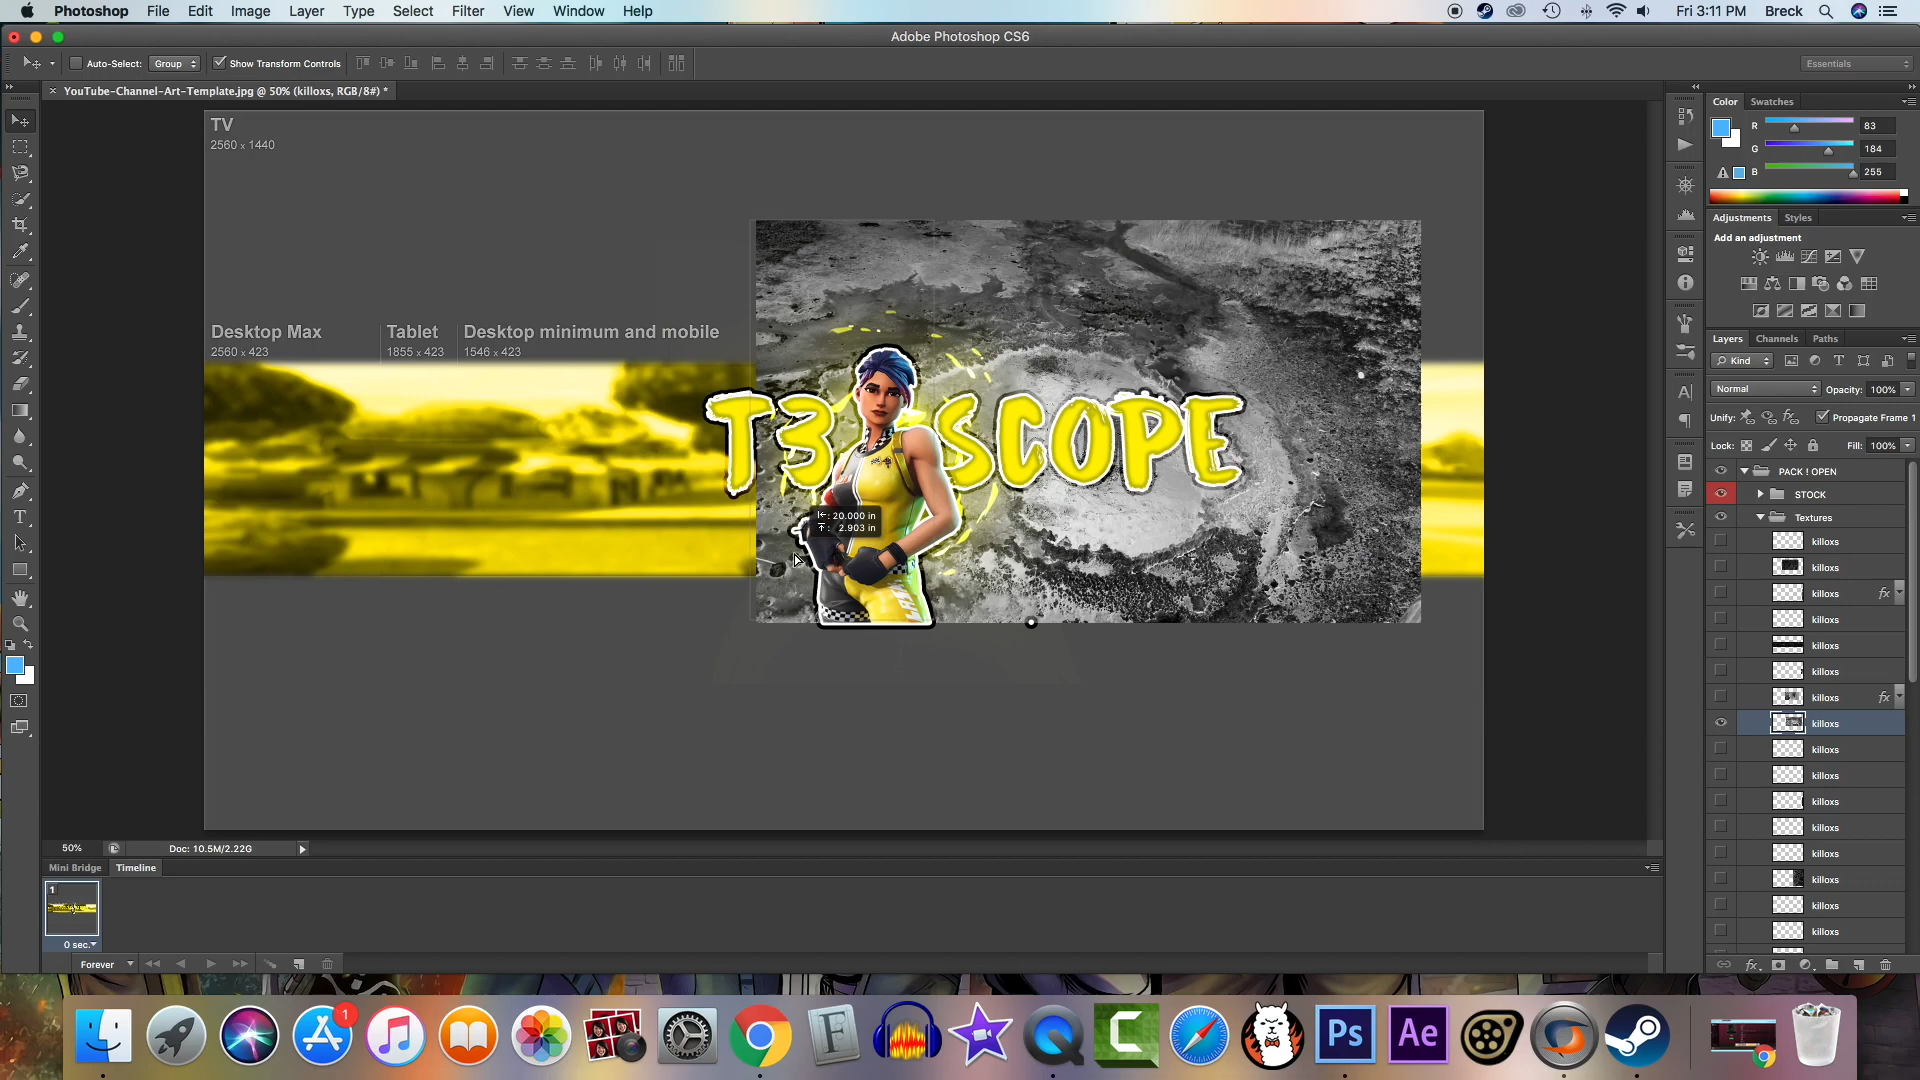 Photoshop File Edit Image Layer Type Select Filter View Window Help
Fri 3:11 PM Breck
Adobe Photoshop CS6
Auto-Select: Group Show Transform Controls
Essentials
YouTube-Channel-Art-Template.jpg @ 50% (killoxs, RGB/8#) *
TV
2560 x 1440
Desktop Max
2560 x 423
Tablet
1855 x 423
Desktop minimum and mobile
1546 x 423
T3 SCOPE
20.000 in
2.903 in
Color Swatches
R 83
G 184
B 255
Adjustments Styles
Add an adjustment
Layers Channels Paths
Kind
Normal Opacity: 100%
Unify: Propagate Frame 1
Lock: Fill: 100%
PACK ! OPEN
STOCK
Textures
killoxs
killoxs
killoxs fx
killoxs
killoxs
killoxs
killoxs fx
killoxs
killoxs
killoxs
killoxs
killoxs
killoxs
killoxs
killoxs
killoxs
50% Doc: 10.5M/2.22G
Mini Bridge Timeline
1
0 sec.
Forever
1
Ps
Ae